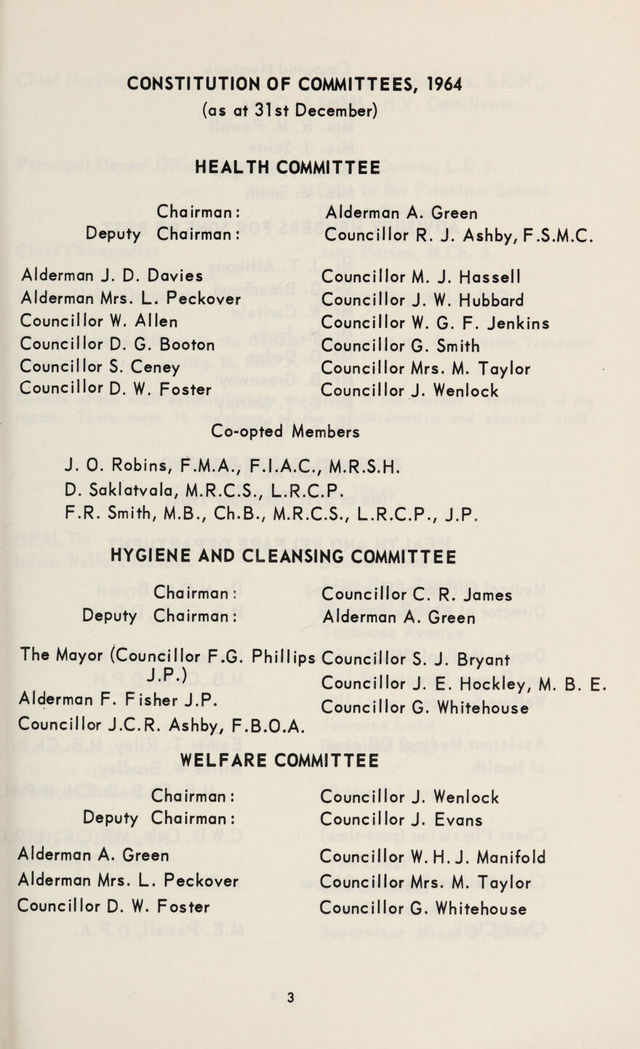 CONSTITUTION OF COMMITTEES, 1964
(as at 31st December)
HEALTH COMMITTEE
Chairman: Alderman A. Green
Deputy Chairman: Councillor R. J. Ashby, F.S.M.C.
Alderman J. D. Davies Councillor M. J. Hassell
Alderman Mrs. L. Peckover Councillor J. W. Hubbard
Councillor W. Allen Councillor W. G. F. Jenkins
Councillor D. G. Booton Councillor G. Smith
Councillor S. Ceney Councillor Mrs. M. Taylor
Councillor D. W. Foster Councillor J. Wenlock
Co-opted Members
J. O. Robins, F.M.A., F.I.A.C., M.R.S.H.
D. Saklatvala, M.R.C.S., L.R.C.P.
F.R. Smith, M.B., Ch.B., M.R.C.S., L.R.C.P., J.P.
HYGIENE AND CLEANSING COMMITTEE
Chairman: Councillor C. R. James
Deputy Chairman: Alderman A. Green
The Mayor (Councillor F.G. Phillips Councillor S. J. Bryant
J.P.) Councillor J. E. Hockley, M. B. E.
Alderman F. Fisher J.P. Councillor G. Whitehouse
Councillor J.C.R. Ashby, F.B.O.A.
WELFARE COMMITTEE
Chairman: Councillor J. Wenlock
Deputy Chairman: Councillor J. Evans
Alderman A. Green Councillor W. H. J. Manifold
Alderman Mrs. L. Peckover Councillor Mrs. M. Taylor
Councillor D. W. Foster Councillor G. Whitehouse
3